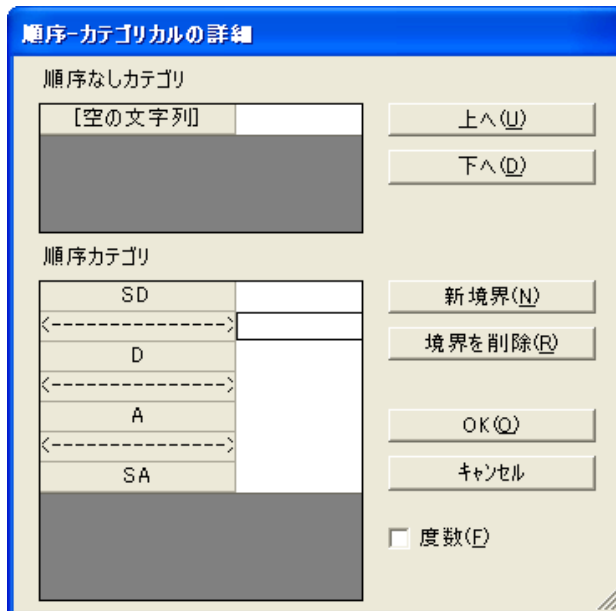 順序-カテゴリカルの詳細
順序なしカテゴリ
[空の文字列]
上へ(U)
下へ(D)
順序カテゴリ
SD
<--------------->
D
<--------------->
A
<--------------->
SA
新境界(N)
境界を削除(R)
OK(O)
キャンセル
度数(F)